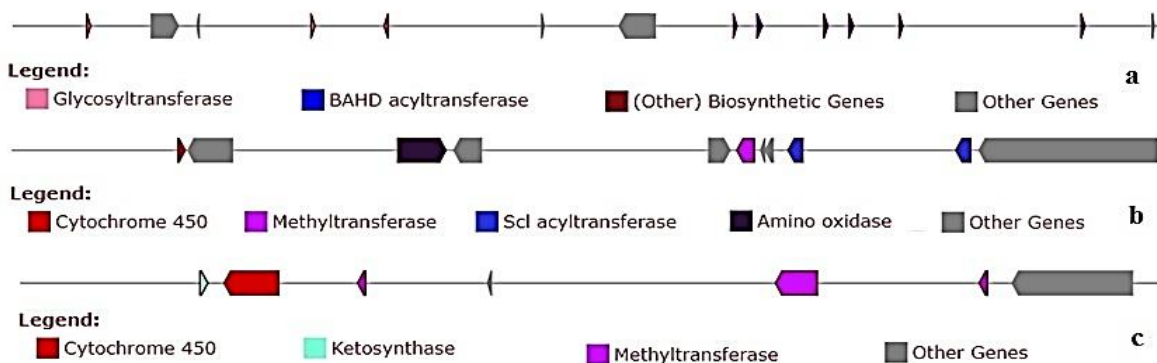 Legend: a
Glycosyltransferase BAHD acyltransferase (Other) Biosynthetic Genes Other Genes
Legend: b
Cytochrome 450 Methyltransferase Scl acyltransferase Amino oxidase Other Genes
Legend:
Cytochrome 450 Ketosynthase Methyltransferase Other Genes c